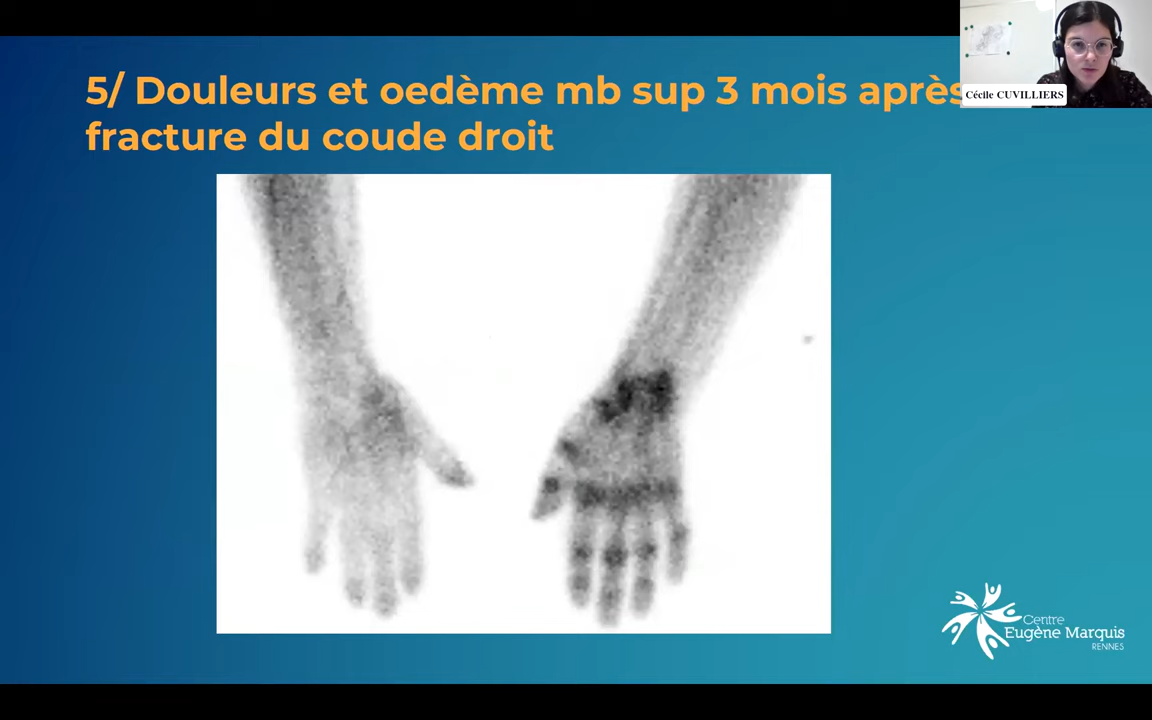 5/ Douleurs et oedème mb sup 3 mois après
fracture du coude droit
Cécile CUVILLIERS
Centre
Eugène Marquis
RENNES